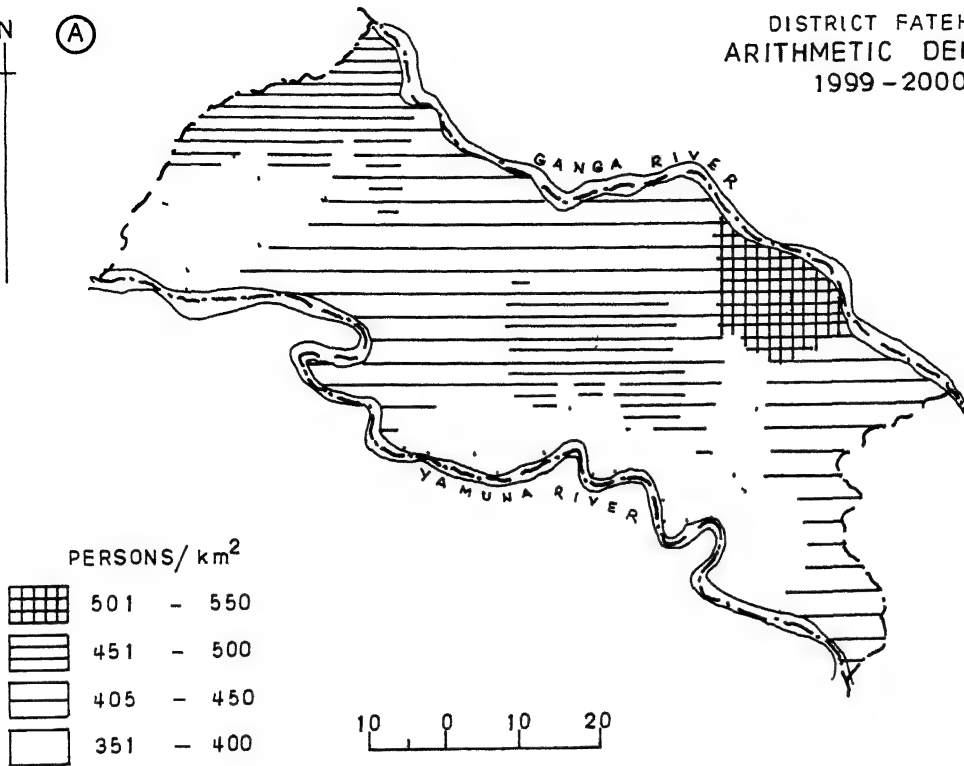 N
A
DISTRICT FATEH
ARITHMETIC DE
1999-2000
GANGA RIVER
YAMUNA RIVER
PERSONS/km²
501 - 550
451 - 500
405 - 450
351 - 400
10 0 10 20